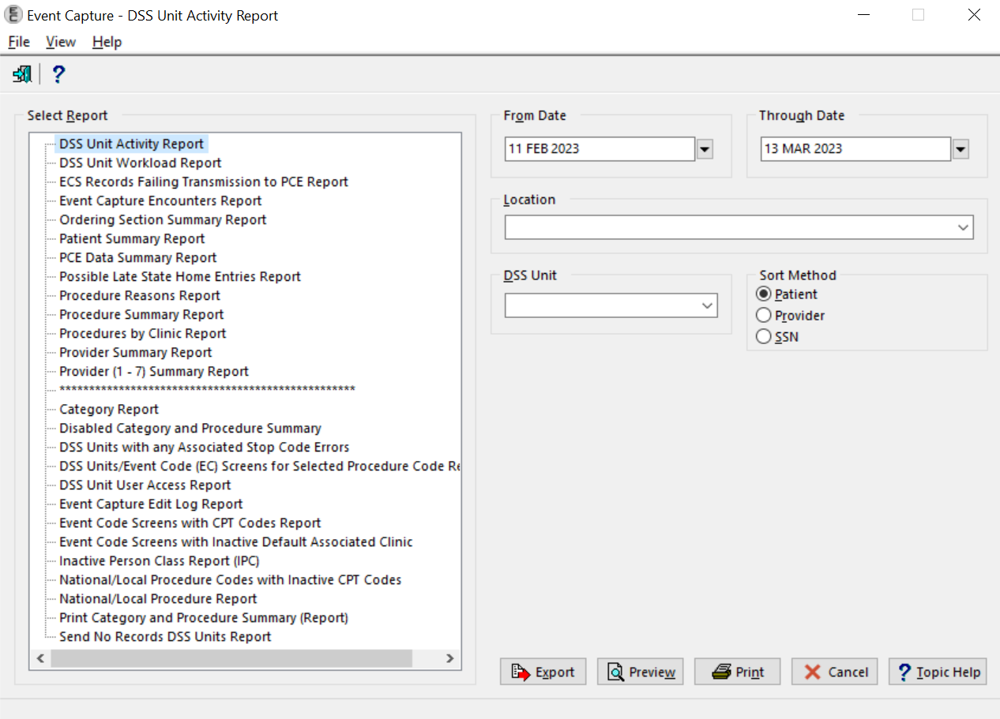 Event Capture - DSS Unit Activity Report
File View Help
?
Select Report
DSS Unit Activity Report
DSS Unit Workload Report
ECS Records Failing Transmission to PCE Report
Event Capture Encounters Report
Ordering Section Summary Report
Patient Summary Report
PCE Data Summary Report
Possible Late State Home Entries Report
Procedure Reasons Report
Procedure Summary Report
Procedures by Clinic Report
Provider Summary Report
Provider (1 - 7) Summary Report
**************************************************
Category Report
Disabled Category and Procedure Summary
DSS Units with any Associated Stop Code Errors
DSS Units/Event Code (EC) Screens for Selected Procedure Code Re
DSS Unit User Access Report
Event Capture Edit Log Report
Event Code Screens with CPT Codes Report
Event Code Screens with Inactive Default Associated Clinic
Inactive Person Class Report (IPC)
National/Local Procedure Codes with Inactive CPT Codes
National/Local Procedure Report
Print Category and Procedure Summary (Report)
Send No Records DSS Units Report
From Date
11 FEB 2023
Through Date
13 MAR 2023
Location
DSS Unit
Sort Method
Patient
Provider
SSN
Export Preview Print Cancel ? Topic Help